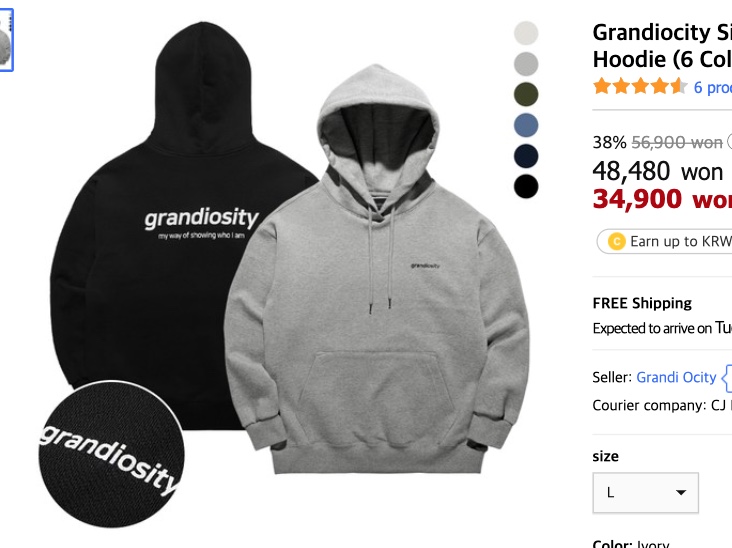 grandiosity
my way of showing who I am
grandiosity
grandiosity
Grandiocity Si
Hoodie (6 Col
6 prod
38% 56,900 won
48,480 won
34,900 won
Earn up to KRW
FREE Shipping
Expected to arrive on Tu
Seller: Grandi Ocity
Courier company: CJ
size
L
Color: Ivory